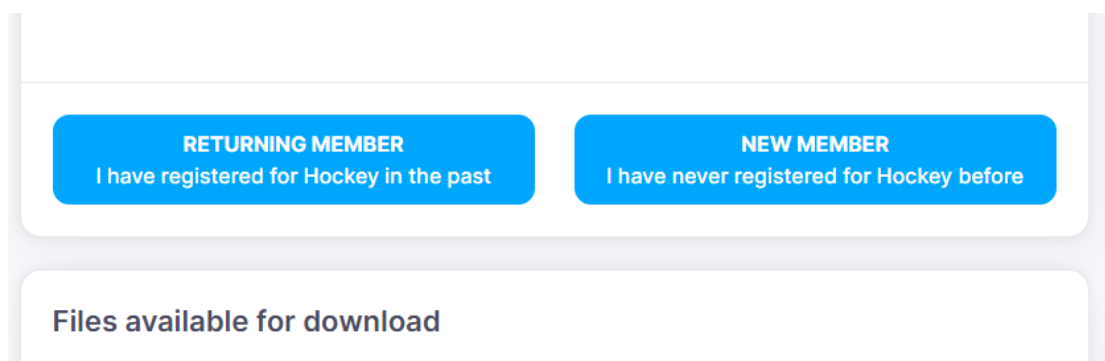 RETURNING MEMBER
I have registered for Hockey in the past
NEW MEMBER
I have never registered for Hockey before
Files available for download